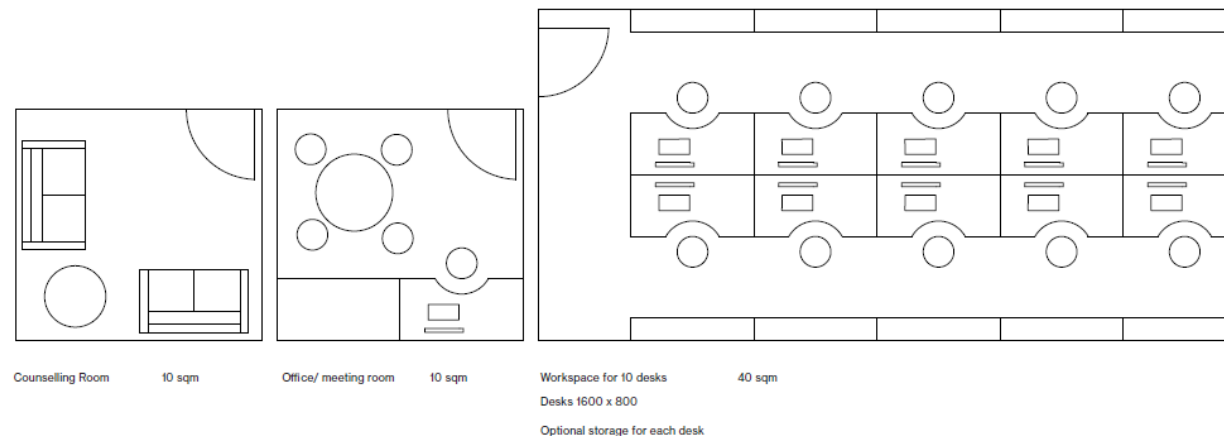 Counselling Room 10 sqm
Office/ meeting room 10 sqm
Workspace for 10 desks 40 sqm
Desks 1600 x 800
Optional storage for each desk